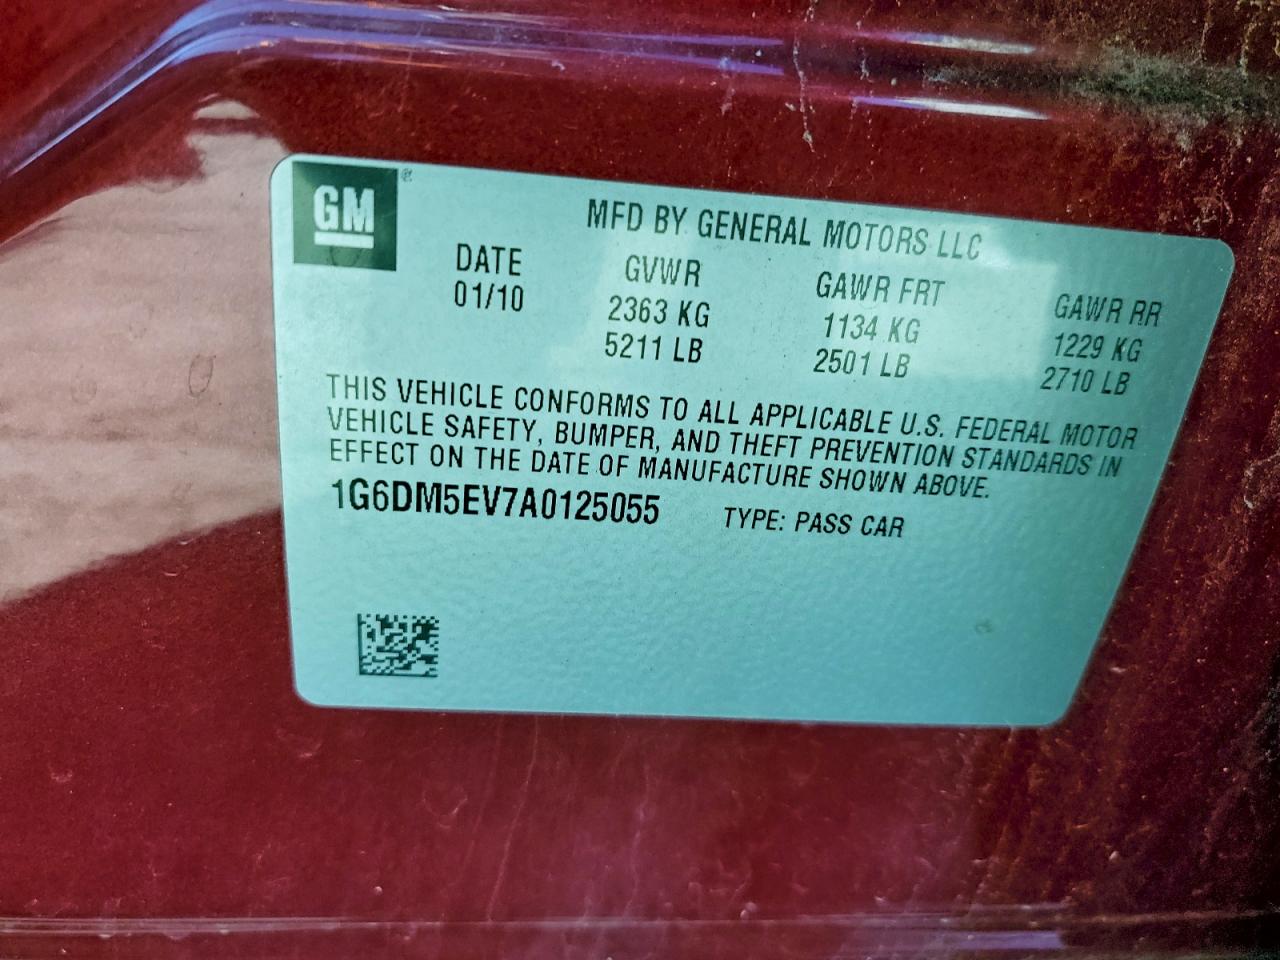 GM®
MFD BY GENERAL MOTORS LLC
DATE GVWR GAWR FRT GAWR RR
01/10 2363 KG 1134 KG 1229 KG
5211 LB 2501 LB 2710 LB
THIS VEHICLE CONFORMS TO ALL APPLICABLE U.S. FEDERAL MOTOR
VEHICLE SAFETY, BUMPER, AND THEFT PREVENTION STANDARDS IN
EFFECT ON THE DATE OF MANUFACTURE SHOWN ABOVE.
1G6DM5EV7A0125055 TYPE: PASS CAR